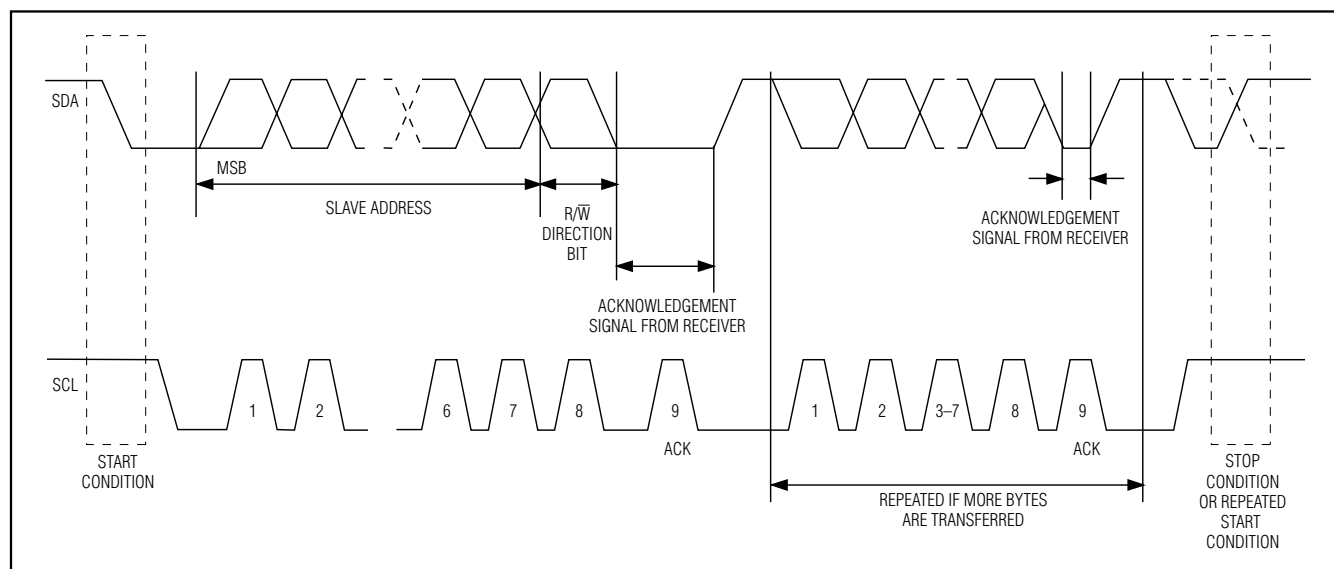 SDA
MSB
SLAVE ADDRESS
R/W̅
DIRECTION
BIT
ACKNOWLEDGEMENT
SIGNAL FROM RECEIVER
ACKNOWLEDGEMENT
SIGNAL FROM RECEIVER
SCL
1 2 6 7 8 9 1 2 3–7 8 9
ACK ACK
START
CONDITION
REPEATED IF MORE BYTES
ARE TRANSFERRED
STOP
CONDITION
OR REPEATED
START
CONDITION